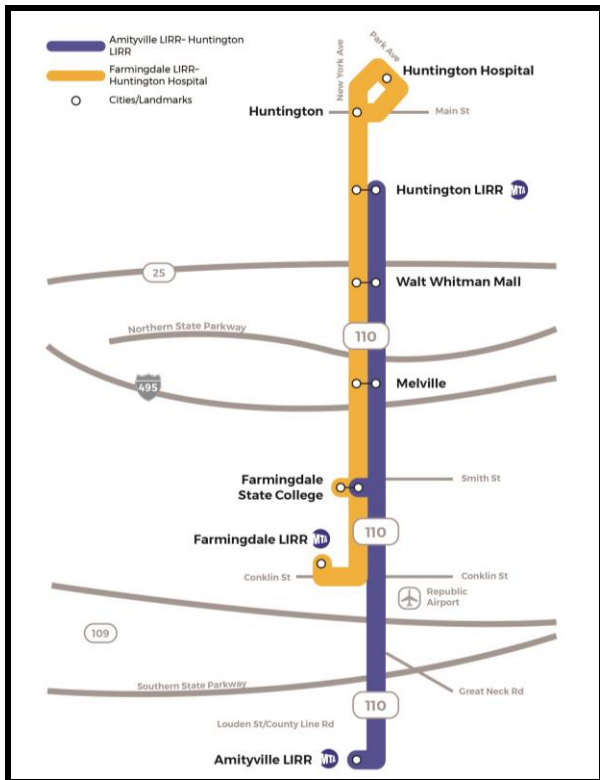 Amityville LIRR– Huntington
LIRR
Farmingdale LIRR–
Huntington Hospital
Cities/Landmarks
New York Ave
Park Ave
Huntington Hospital
Huntington
Main St
Huntington LIRR
MTA
25
Walt Whitman Mall
Northern State Parkway
110
495
Melville
Farmingdale
State College
Smith St
110
Farmingdale LIRR
MTA
Conklin St
Conklin St
Republic
Airport
109
Southern State Parkway
Great Neck Rd
110
Louden St/County Line Rd
Amityville LIRR
MTA